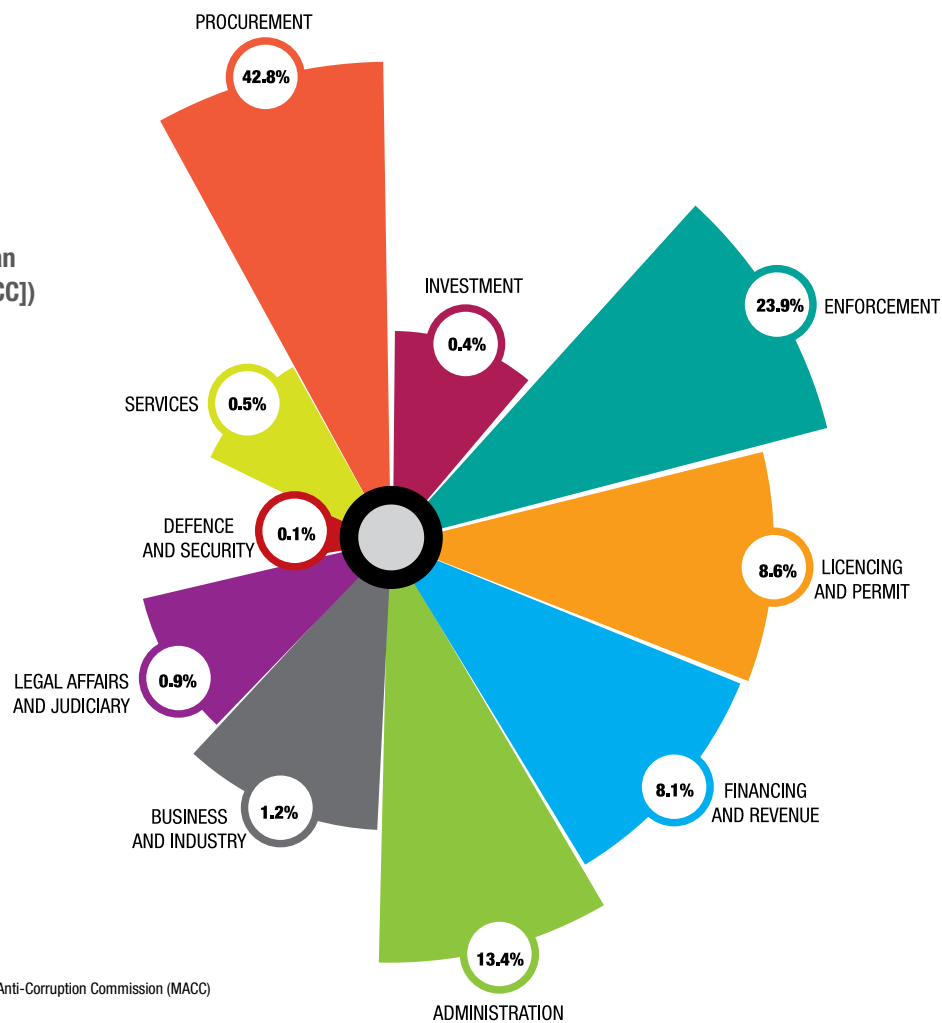 PROCUREMENT
42.8%
an
CC])
INVESTMENT
0.4%
23.9%
ENFORCEMENT
SERVICES
0.5%
DEFENCE
AND SECURITY
0.1%
8.6%
LICENCING
AND PERMIT
LEGAL AFFAIRS
AND JUDICIARY
0.9%
8.1%
FINANCING
AND REVENUE
BUSINESS
AND INDUSTRY
1.2%
13.4%
ADMINISTRATION
Anti-Corruption Commission (MACC)